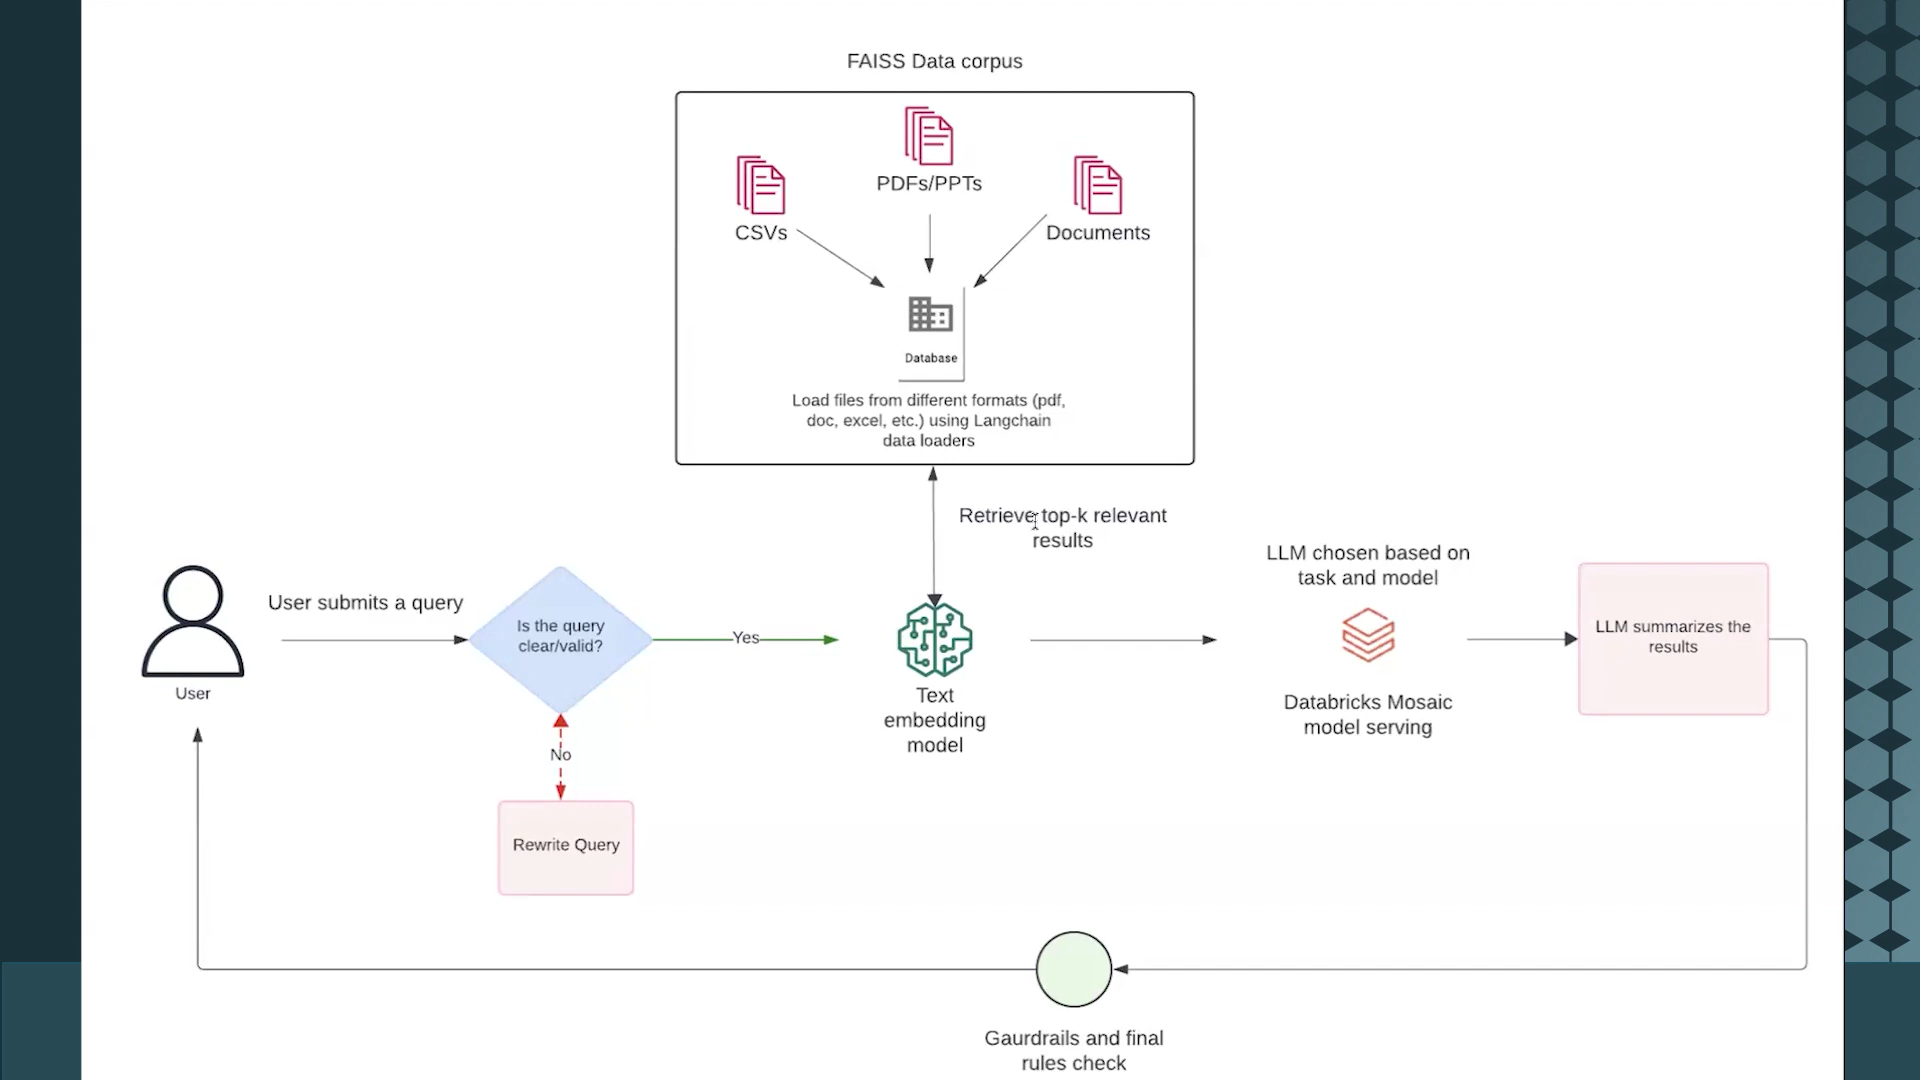 FAISS Data corpus
PDFs/PPTs
CSVs
Documents
Database
Load files from different formats (pdf,
doc, excel, etc.) using Langchain
data loaders
Retrieve top-k relevant
results
LLM chosen based on
task and model
User submits a query
Is the query
clear/valid?
Yes
LLM summarizes the
results
User
Text
embedding
model
Databricks Mosaic
model serving
No
Rewrite Query
Gaurdrails and final
rules check